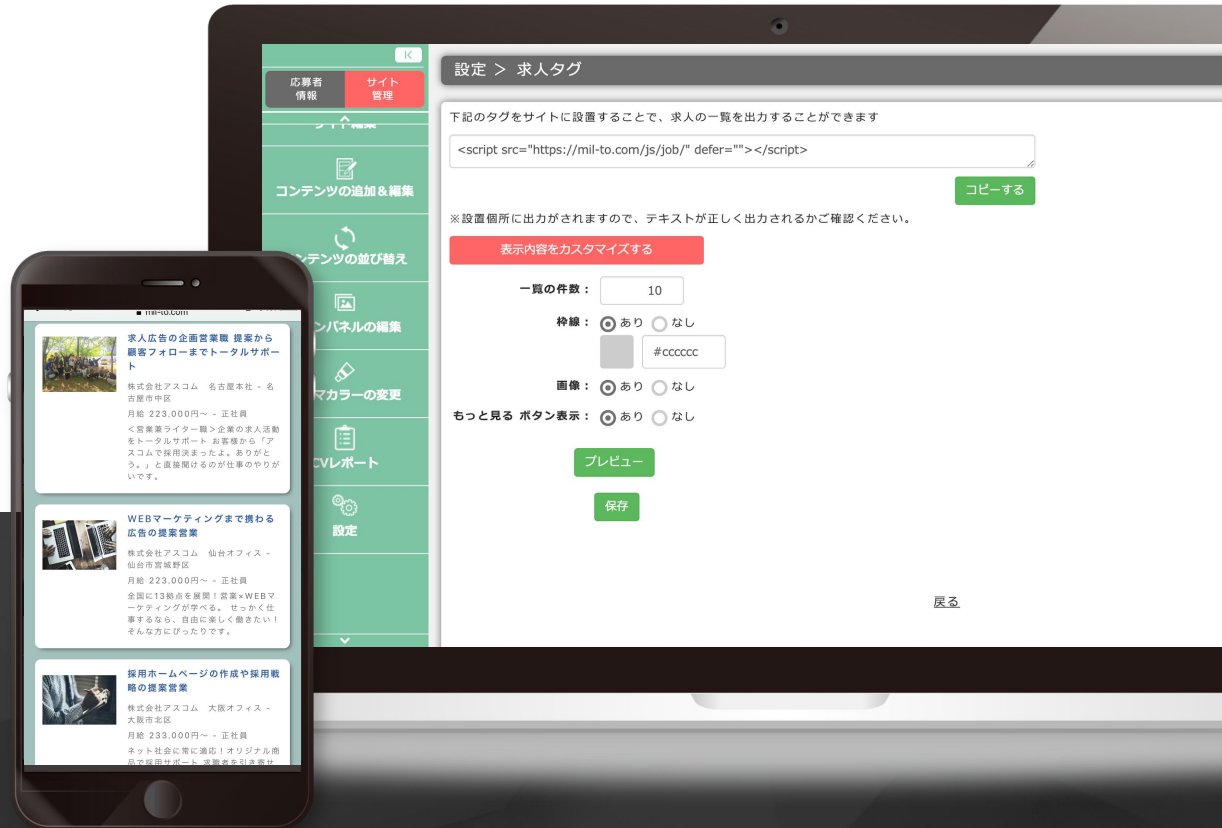 応募者
情報
サイト
管理
サイト編集
コンテンツの追加&編集
ンテンツの並び替え
ンパネルの編集
マカラーの変更
CVレポート
設定
設定 > 求人タグ
下記のタグをサイトに設置することで、求人の一覧を出力することができます
<script src="https://mil-to.com/js/job/" defer=""></script>
コピーする
※設置個所に出力がされますので、テキストが正しく出力されるかご確認ください。
表示内容をカスタマイズする
一覧の件数: 10
枠線: あり なし
#cccccc
画像: あり なし
もっと見る ボタン表示: あり なし
プレビュー
保存
戻る
mil-to.com
求人広告の企画営業職 提案から
顧客フォローまでトータルサポー
ト
株式会社アスコム 名古屋本社 - 名
古屋市中区
月給 223,000円〜 - 正社員
<営業兼ライター職>企業の求人活動
をトータルサポート お客様から「ア
スコムで採用決まったよ。ありがと
う。」と直接聞けるのが仕事のやりが
いです。
WEBマーケティングまで携わる
広告の提案営業
株式会社アスコム 仙台オフィス -
仙台市宮城野区
月給 223,000円〜 - 正社員
全国に13拠点を展開!営業×WEBマ
ーケティングが学べる。 せっかく仕
事するなら、自由に楽しく働きたい!
そんな方にぴったりです。
採用ホームページの作成や採用戦
略の提案営業
株式会社アスコム 大阪オフィス -
大阪市北区
月給 233,000円〜 - 正社員
ネット社会に常に適応!オリジナル商
品で採用サポート 求職者を引き寄せ